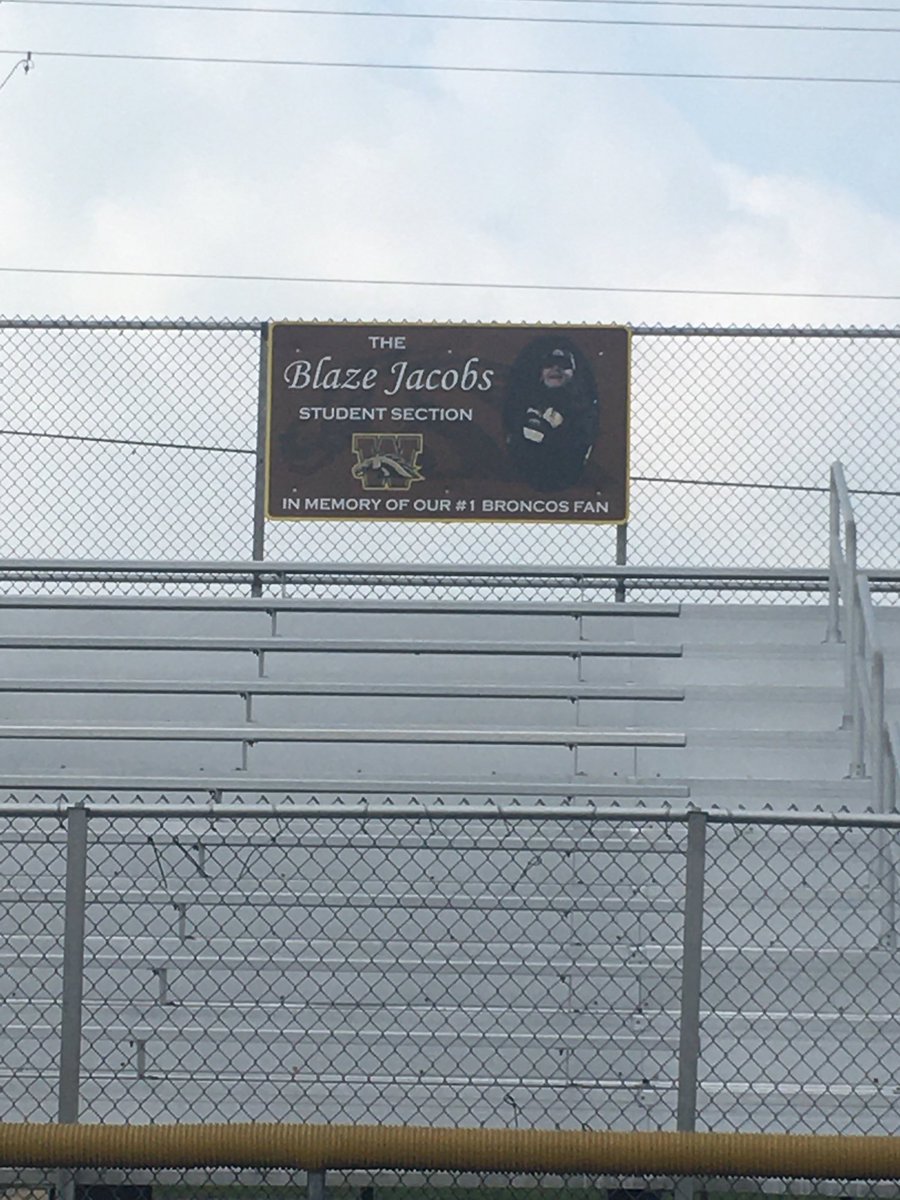 THE
Blaze Jacobs
STUDENT SECTION
W
IN MEMORY OF OUR #1 BRONCOS FAN